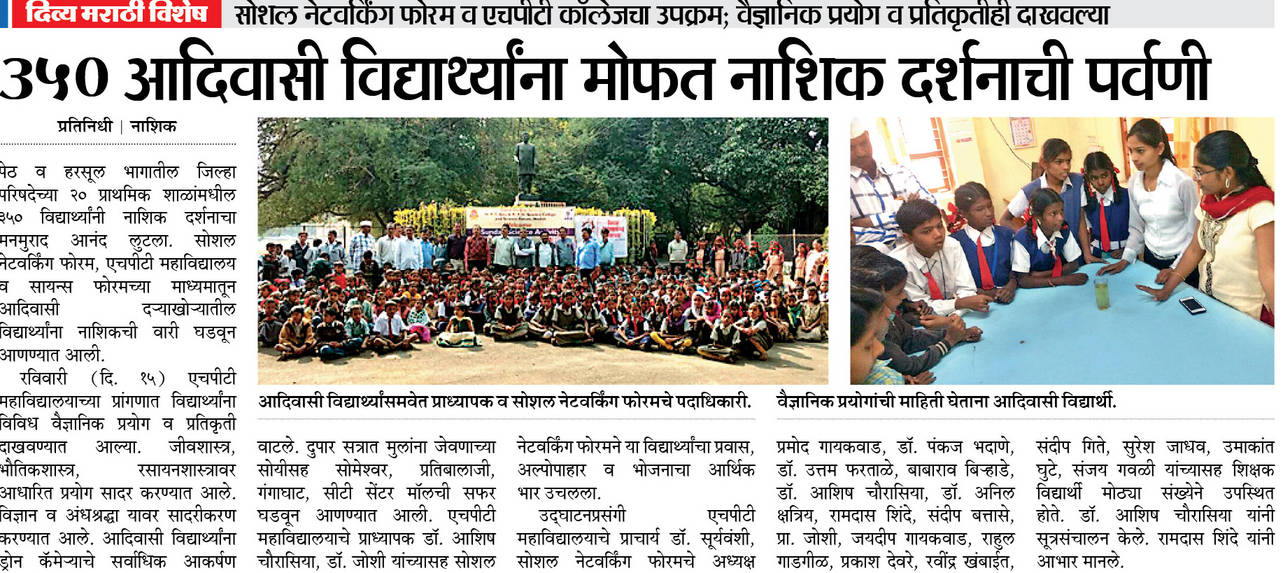 दिव्य मराठी विशेष
सोशल नेटवर्किंग फोरम व एचपीटी कॉलेजचा उपक्रम; वैज्ञानिक प्रयोग व प्रतिकृतीही दाखवल्या
३५० आदिवासी विद्यार्थ्यांना मोफत नाशिक दर्शनाची पर्वणी
प्रतिनिधी | नाशिक
पेठ व हरसूल भागातील जिल्हा
परिषदेच्या २० प्राथमिक शाळांमधील
३५० विद्यार्थ्यांनी नाशिक दर्शनाचा
मनमुराद आनंद लुटला. सोशल
नेटवर्किंग फोरम, एचपीटी महाविद्यालय
व सायन्स फोरमच्या माध्यमातून
आदिवासी दऱ्याखोऱ्यातील
विद्यार्थ्यांना नाशिकची वारी घडवून
आणण्यात आली.
रविवारी (दि. १५) एचपीटी
महाविद्यालयाच्या प्रांगणात विद्यार्थ्यांना
विविध वैज्ञानिक प्रयोग व प्रतिकृती
दाखवण्यात आल्या. जीवशास्त्र,
भौतिकशास्त्र, रसायनशास्त्रावर
आधारित प्रयोग सादर करण्यात आले.
विज्ञान व अंधश्रद्धा यावर सादरीकरण
करण्यात आले. आदिवासी विद्यार्थ्यांना
ड्रोन कॅमेऱ्याचे सर्वाधिक आकर्षण
आदिवासी विद्यार्थ्यांसमवेत प्राध्यापक व सोशल नेटवर्किंग फोरमचे पदाधिकारी.
वैज्ञानिक प्रयोगांची माहिती घेताना आदिवासी विद्यार्थी.
वाटले. दुपार सत्रात मुलांना जेवणाच्या
सोयीसह सोमेश्वर, प्रतिबालाजी,
गंगाघाट, सीटी सेंटर मॉलची सफर
घडवून आणण्यात आली. एचपीटी
महाविद्यालयाचे प्राध्यापक डॉ. आशिष
चौरासिया, डॉ. जोशी यांच्यासह सोशल
नेटवर्किंग फोरमने या विद्यार्थ्यांचा प्रवास,
अल्पोपाहार व भोजनाचा आर्थिक
भार उचलला.
उद्घाटनप्रसंगी एचपीटी
महाविद्यालयाचे प्राचार्य डॉ. सूर्यवंशी,
सोशल नेटवर्किंग फोरमचे अध्यक्ष
प्रमोद गायकवाड, डॉ. पंकज भदाणे,
डॉ. उत्तम फरताळे, बाबाराव बिऱ्हाडे,
डॉ. आशिष चौरासिया, डॉ. अनिल
क्षत्रिय, रामदास शिंदे, संदीप बत्तासे,
प्रा. जोशी, जयदीप गायकवाड, राहुल
गाडगीळ, प्रकाश देवरे, रवींद्र खंबाईत,
संदीप गिते, सुरेश जाधव, उमाकांत
घुटे, संजय गवळी यांच्यासह शिक्षक
विद्यार्थी मोठ्या संख्येने उपस्थित
होते. डॉ. आशिष चौरासिया यांनी
सूत्रसंचालन केले. रामदास शिंदे यांनी
आभार मानले.